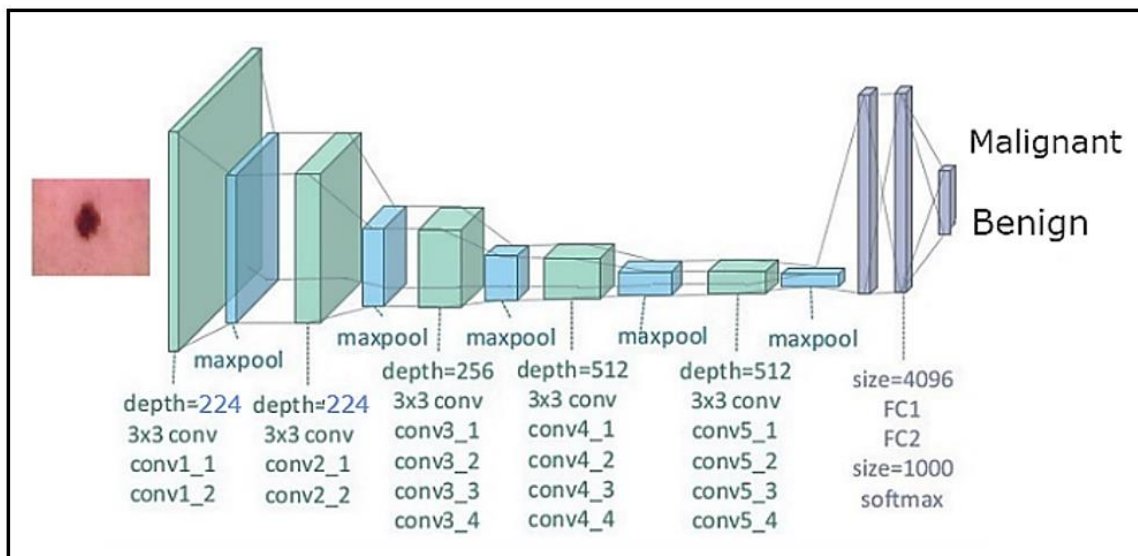 Malignant
Benign
maxpool
maxpool
maxpool
maxpool
maxpool
depth=224
3x3 conv
conv1_1
conv1_2
depth=224
3x3 conv
conv2_1
conv2_2
depth=256
3x3 conv
conv3_1
conv3_2
conv3_3
conv3_4
depth=512
3x3 conv
conv4_1
conv4_2
conv4_3
conv4_4
depth=512
3x3 conv
conv5_1
conv5_2
conv5_3
conv5_4
size=4096
FC1
FC2
size=1000
softmax